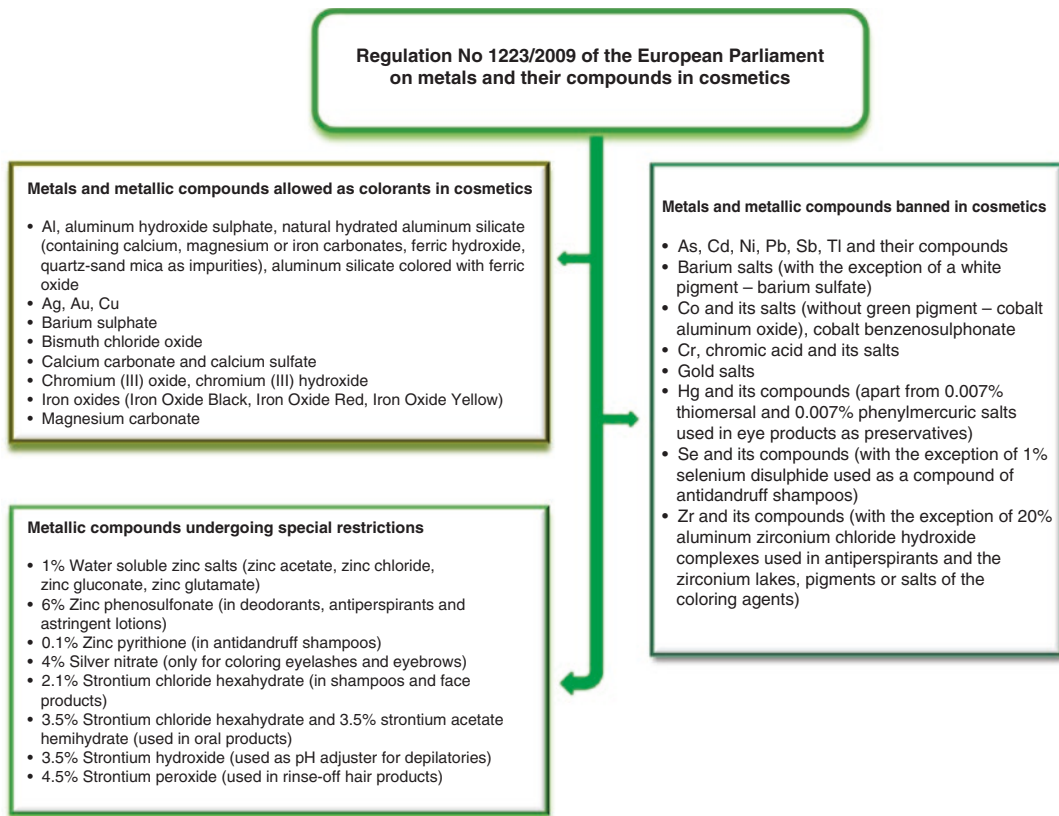 Regulation No 1223/2009 of the European Parliament
on metals and their compounds in cosmetics
Metals and metallic compounds allowed as colorants in cosmetics
• Al, aluminum hydroxide sulphate, natural hydrated aluminum silicate
(containing calcium, magnesium or iron carbonates, ferric hydroxide,
quartz-sand mica as impurities), aluminum silicate colored with ferric
oxide
• Ag, Au, Cu
• Barium sulphate
• Bismuth chloride oxide
• Calcium carbonate and calcium sulfate
• Chromium (III) oxide, chromium (III) hydroxide
• Iron oxides (Iron Oxide Black, Iron Oxide Red, Iron Oxide Yellow)
• Magnesium carbonate
Metals and metallic compounds banned in cosmetics
• As, Cd, Ni, Pb, Sb, Tl and their compounds
• Barium salts (with the exception of a white
pigment – barium sulfate)
• Co and its salts (without green pigment – cobalt
aluminum oxide), cobalt benzenosulphonate
• Cr, chromic acid and its salts
• Gold salts
• Hg and its compounds (apart from 0.007%
thiomersal and 0.007% phenylmercuric salts
used in eye products as preservatives)
• Se and its compounds (with the exception of 1%
selenium disulphide used as a compound of
antidandruff shampoos)
• Zr and its compounds (with the exception of 20%
aluminum zirconium chloride hydroxide
complexes used in antiperspirants and the
zirconium lakes, pigments or salts of the
coloring agents)
Metallic compounds undergoing special restrictions
• 1% Water soluble zinc salts (zinc acetate, zinc chloride,
zinc gluconate, zinc glutamate)
• 6% Zinc phenosulfonate (in deodorants, antiperspirants and
astringent lotions)
• 0.1% Zinc pyrithione (in antidandruff shampoos)
• 4% Silver nitrate (only for coloring eyelashes and eyebrows)
• 2.1% Strontium chloride hexahydrate (in shampoos and face
products)
• 3.5% Strontium chloride hexahydrate and 3.5% strontium acetate
hemihydrate (used in oral products)
• 3.5% Strontium hydroxide (used as pH adjuster for depilatories)
• 4.5% Strontium peroxide (used in rinse-off hair products)